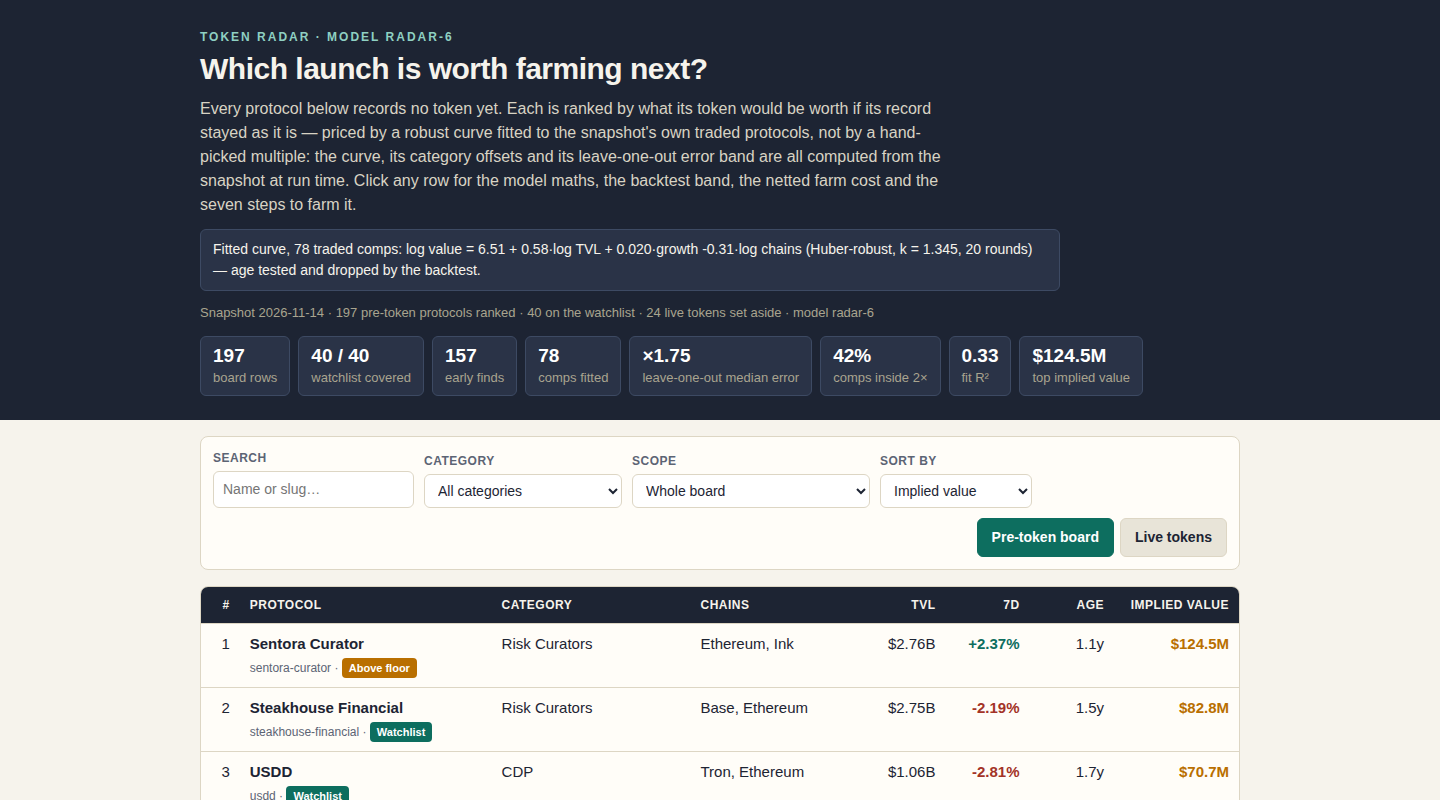 TOKEN RADAR · MODEL RADAR-6
Which launch is worth farming next?
Every protocol below records no token yet. Each is ranked by what its token would be worth if its record
stayed as it is — priced by a robust curve fitted to the snapshot's own traded protocols, not by a hand-
picked multiple: the curve, its category offsets and its leave-one-out error band are all computed from the
snapshot at run time. Click any row for the model maths, the backtest band, the netted farm cost and the
seven steps to farm it.
Fitted curve, 78 traded comps: log value = 6.51 + 0.58·log TVL + 0.020·growth -0.31·log chains (Huber-robust, k = 1.345, 20 rounds)
— age tested and dropped by the backtest.
Snapshot 2026-11-14 · 197 pre-token protocols ranked · 40 on the watchlist · 24 live tokens set aside · model radar-6
197 40 / 40 157 78 ×1.75 42% 0.33 $124.5M
board rows watchlist covered early finds comps fitted leave-one-out median error comps inside 2× fit R² top implied value
SEARCH CATEGORY SCOPE SORT BY
Name or slug… All categories Whole board Implied value
Pre-token board Live tokens
# PROTOCOL CATEGORY CHAINS TVL 7D AGE IMPLIED VALUE
1 Sentora Curator Risk Curators Ethereum, Ink $2.76B +2.37% 1.1y $124.5M
sentora-curator · Above floor
2 Steakhouse Financial Risk Curators Base, Ethereum $2.75B -2.19% 1.5y $82.8M
steakhouse-financial · Watchlist
3 USDD CDP Tron, Ethereum $1.06B -2.81% 1.7y $70.7M
usdd · Watchlist